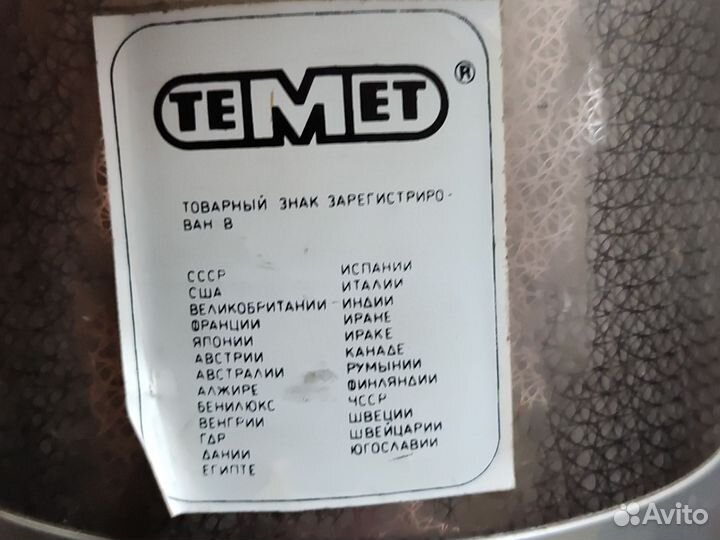 ТЕМЕТ ®
ТОВАРНЫЙ ЗНАК ЗАРЕГИСТРИРО-
ВАН В
СССР
США
ВЕЛИКОБРИТАНИИ
ФРАНЦИИ
ЯПОНИИ
АВСТРИИ
АВСТРАЛИИ
АЛЖИРЕ
БЕНИЛЮКС
ВЕНГРИИ
ГДР
ДАНИИ
ЕГИПТЕ
ИСПАНИИ
ИТАЛИИ
ИНДИИ
ИРАНЕ
ИРАКЕ
КАНАДЕ
РУМЫНИИ
ФИНЛЯНДИИ
ЧССР
ШВЕЦИИ
ШВЕЙЦАРИИ
ЮГОСЛАВИИ
Avito